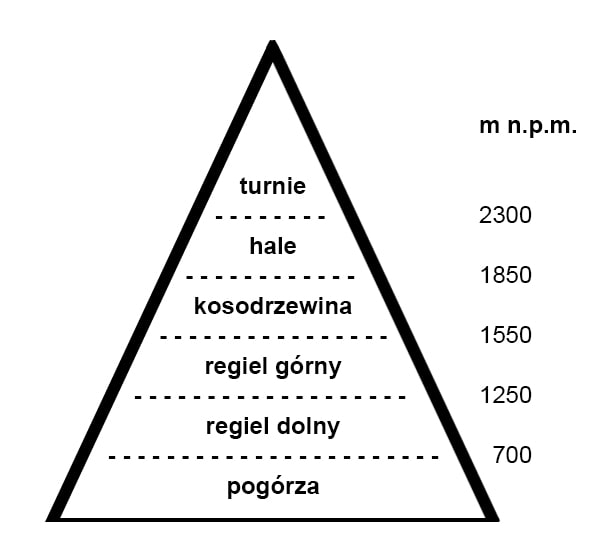 m n.p.m.
turnie
2300
hale
1850
kosodrzewina
1550
regiel górny
1250
regiel dolny
700
pogórza